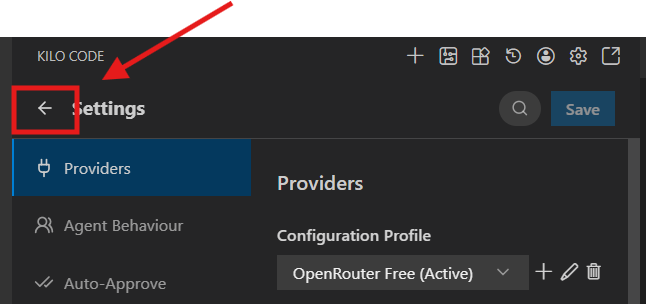 KILO CODE
Settings
Save
Providers
Agent Behaviour
Auto-Approve
Providers
Configuration Profile
OpenRouter Free (Active)